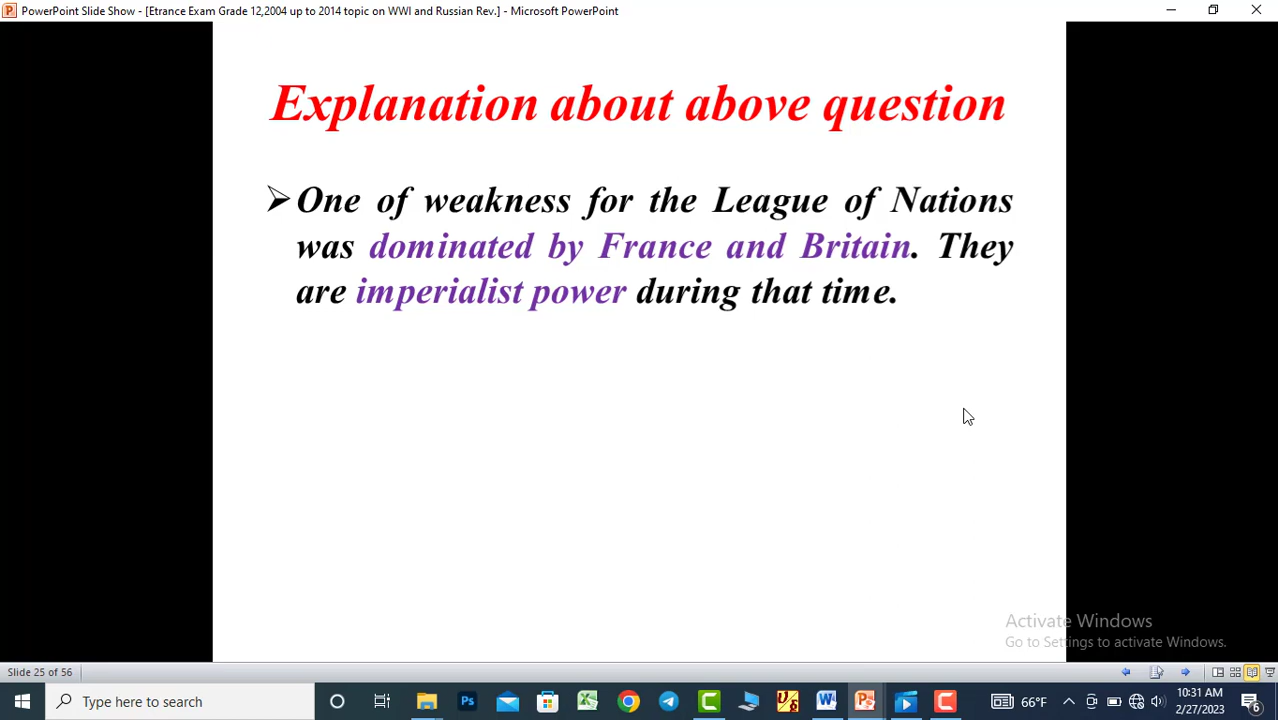 PowerPoint Slide Show - [Etrance Exam Grade 12,2004 up to 2014 topic on WWI and Russian Rev.] - Microsoft PowerPoint
Explanation about above question
➢One of weakness for the League of Nations
was dominated by France and Britain. They
are imperialist power during that time.
Activate Windows
Go to Settings to activate Windows.
Slide 25 of 56
Type here to search
66°F
10:31 AM
2/27/2023
6